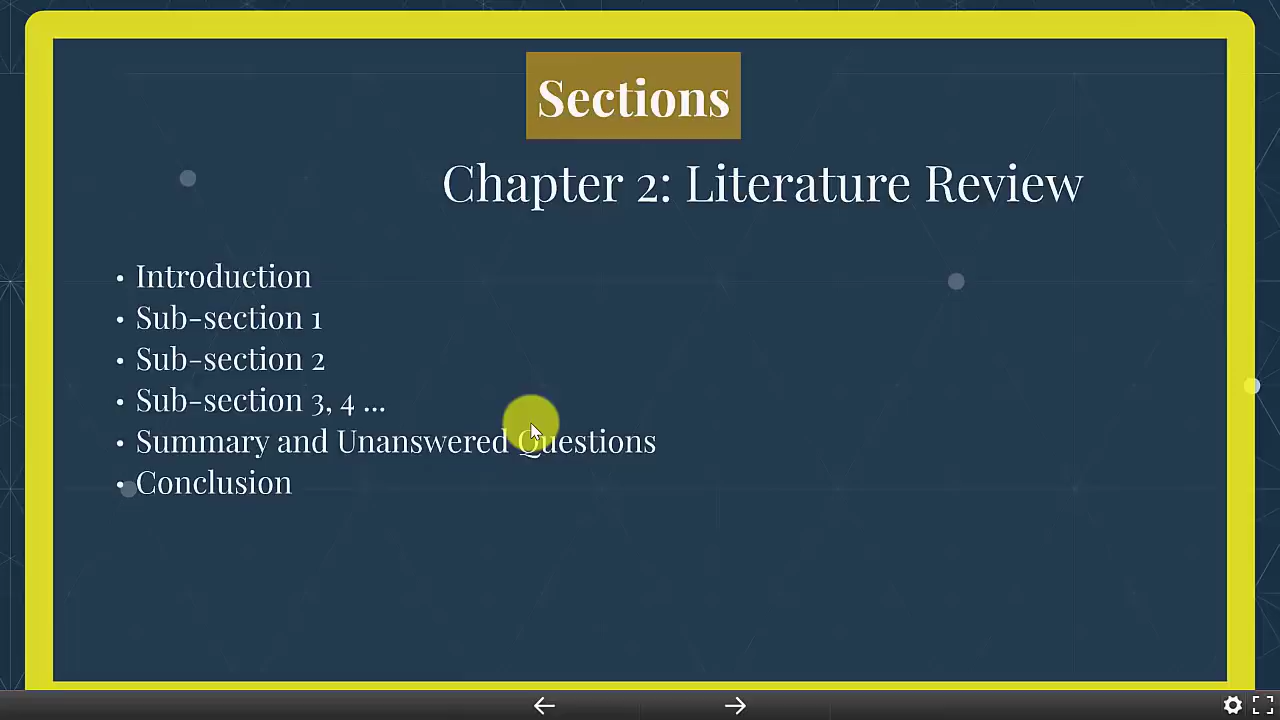 Sections
Chapter 2: Literature Review
• Introduction
• Sub-section 1
• Sub-section 2
• Sub-section 3, 4 ...
• Summary and Unanswered Questions
• Conclusion